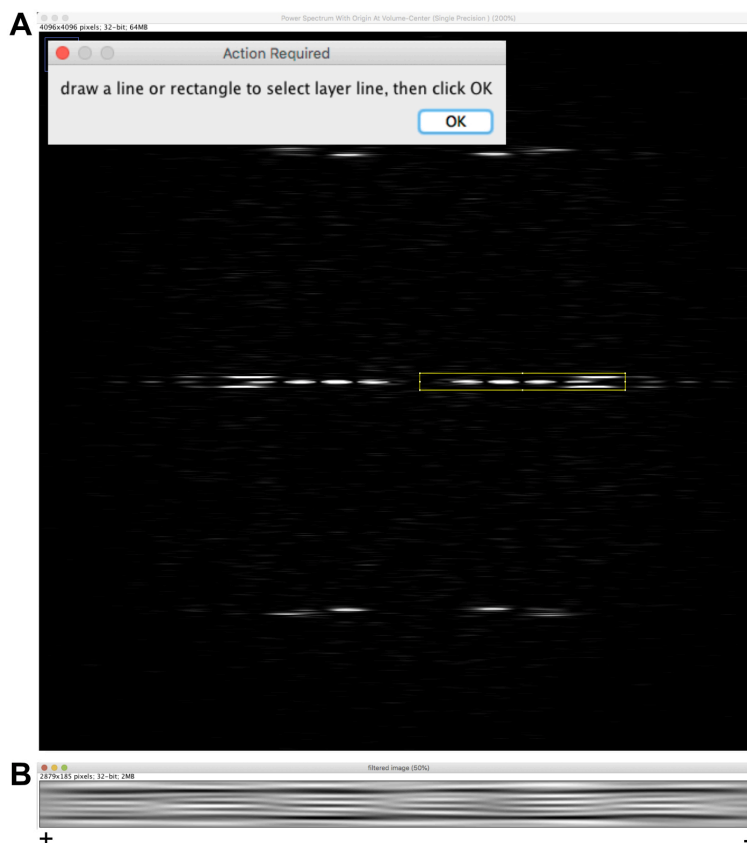 A
Power Spectrum With Origin At Volume-Center (Single Precision ) (200%)
4096x4096 pixels; 32-bit; 64MB
Action Required
draw a line or rectangle to select layer line, then click OK
OK
B
filtered image (50%)
2879x185 pixels; 32-bit; 2MB
+ -